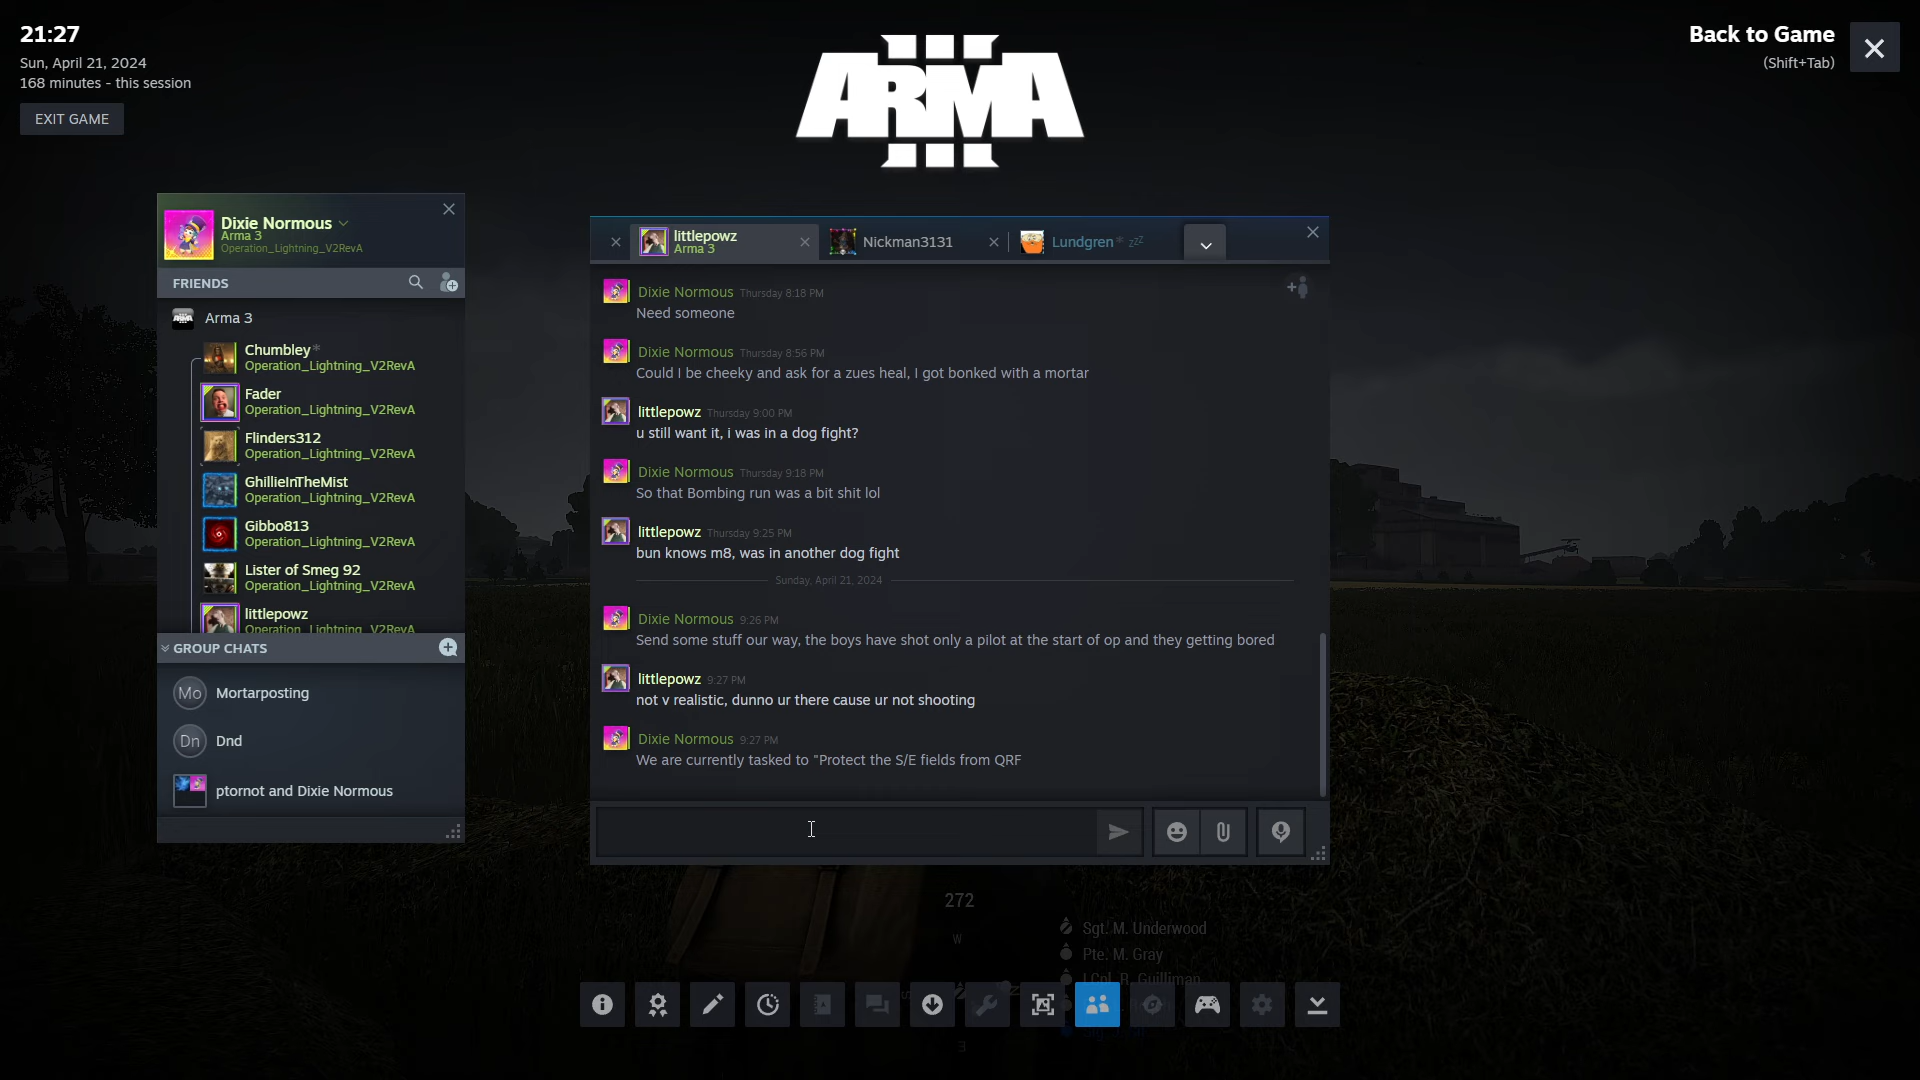 21:27
Sun, April 21, 2024
168 minutes - this session
EXIT GAME
ARMA
III
Back to Game
(Shift+Tab)
Dixie Normous
Arma 3
Operation_Lightning_V2RevA
FRIENDS
Arma 3
Chumbley*
Operation_Lightning_V2RevA
Fader
Operation_Lightning_V2RevA
Flinders312
Operation_Lightning_V2RevA
GhillieInTheMist
Operation_Lightning_V2RevA
Gibbo813
Operation_Lightning_V2RevA
Lister of Smeg 92
Operation_Lightning_V2RevA
littlepowz
Operation_Lightning_V2RevA
GROUP CHATS
Mo Mortarposting
Dn Dnd
ptornot and Dixie Normous
littlepowz
Arma 3
Nickman3131
Lundgren* zzZ
Dixie Normous Thursday 8:18 PM
Need someone
Dixie Normous Thursday 8:56 PM
Could I be cheeky and ask for a zues heal, I got bonked with a mortar
littlepowz Thursday 9:00 PM
u still want it, i was in a dog fight?
Dixie Normous Thursday 9:18 PM
So that Bombing run was a bit shit lol
littlepowz Thursday 9:25 PM
bun knows m8, was in another dog fight
Sunday, April 21, 2024
Dixie Normous 9:26 PM
Send some stuff our way, the boys have shot only a pilot at the start of op and they getting bored
littlepowz 9:27 PM
not v realistic, dunno ur there cause ur not shooting
Dixie Normous 9:27 PM
We are currently tasked to "Protect the S/E fields from QRF
272
W
Sgt. M. Underwood
Pte. M. Gray
LCpl. R. Guilliman